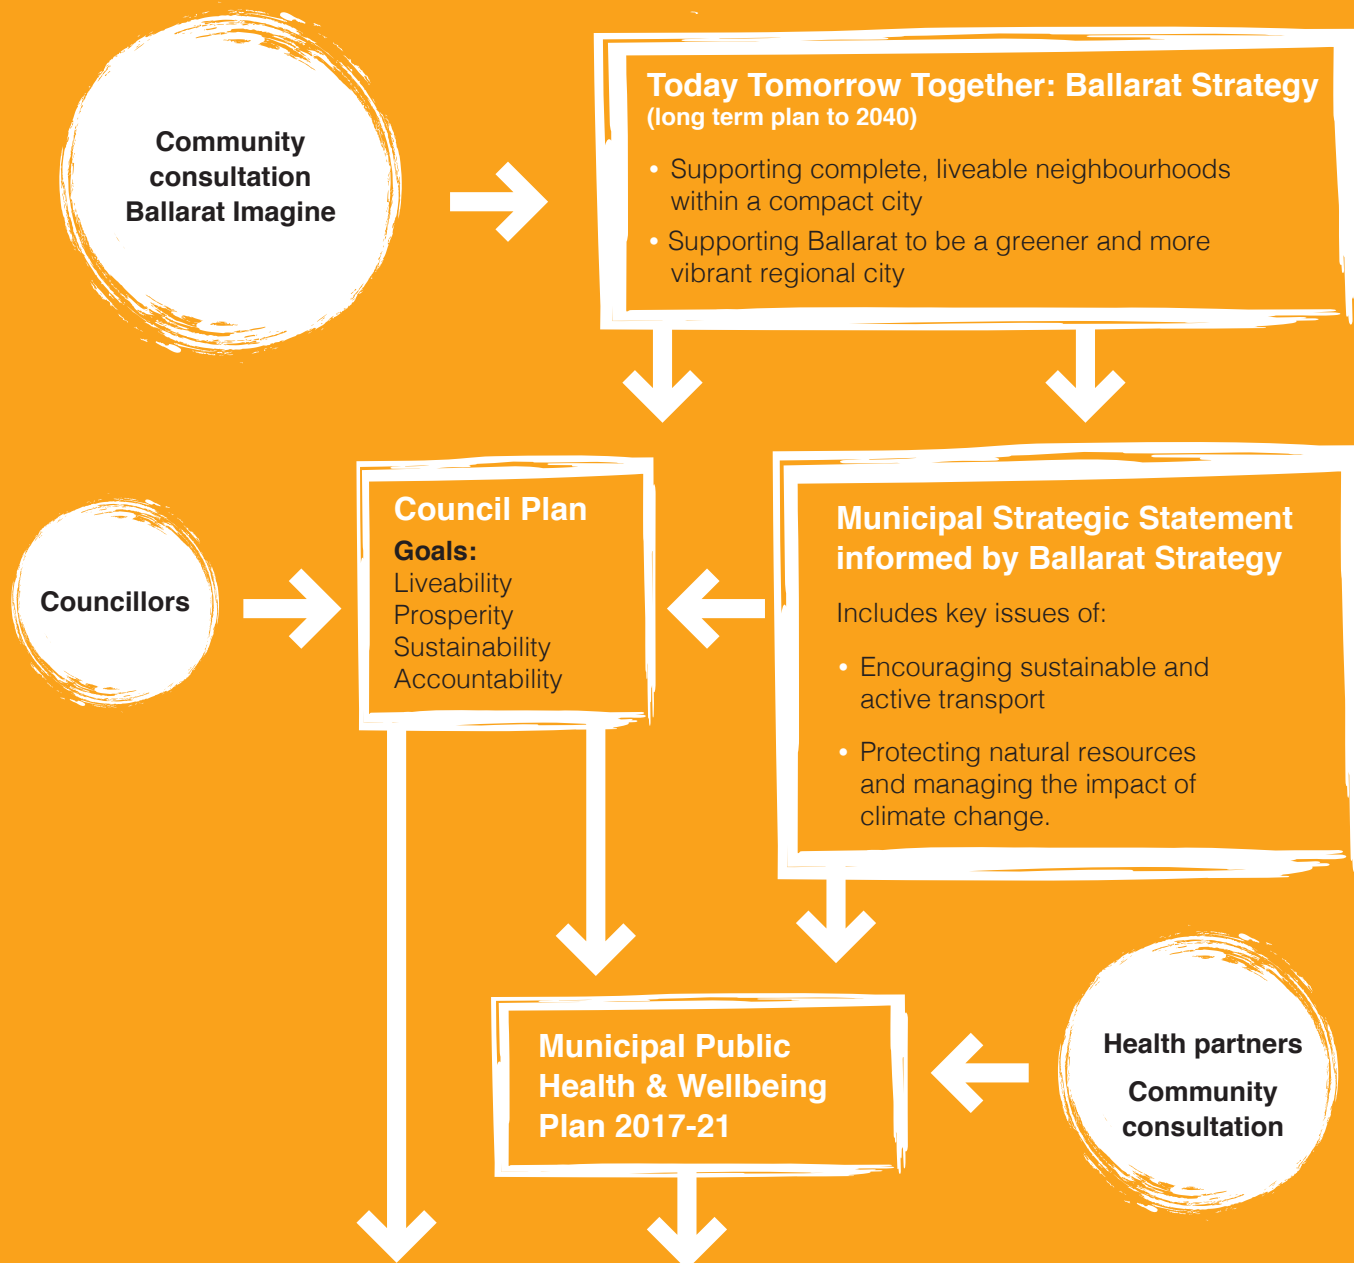 Community
consultation
Ballarat Imagine
Today Tomorrow Together: Ballarat Strategy
(long term plan to 2040)
• Supporting complete, liveable neighbourhoods
within a compact city
• Supporting Ballarat to be a greener and more
vibrant regional city
Councillors
Council Plan
Goals:
Liveability
Prosperity
Sustainability
Accountability
Municipal Strategic Statement
informed by Ballarat Strategy
Includes key issues of:
• Encouraging sustainable and
active transport
• Protecting natural resources
and managing the impact of
climate change.
Municipal Public
Health & Wellbeing
Plan 2017-21
Health partners
Community
consultation